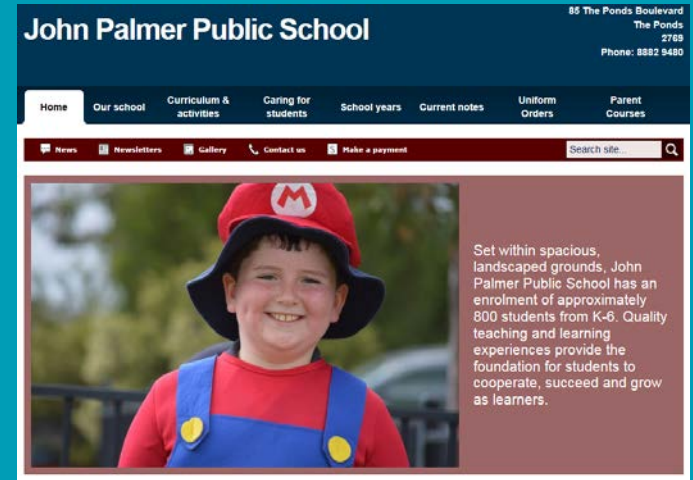 John Palmer Public School
85 The Ponds Boulevard
The Ponds
2769
Phone: 8882 9480
Home
Our school
Curriculum &
activities
Caring for
students
School years
Current notes
Uniform
Orders
Parent
Courses
News
Newsletters
Gallery
Contact us
Make a payment
Search site...
M
Set within spacious,
landscaped grounds, John
Palmer Public School has an
enrolment of approximately
800 students from K-6. Quality
teaching and learning
experiences provide the
foundation for students to
cooperate, succeed and grow
as learners.